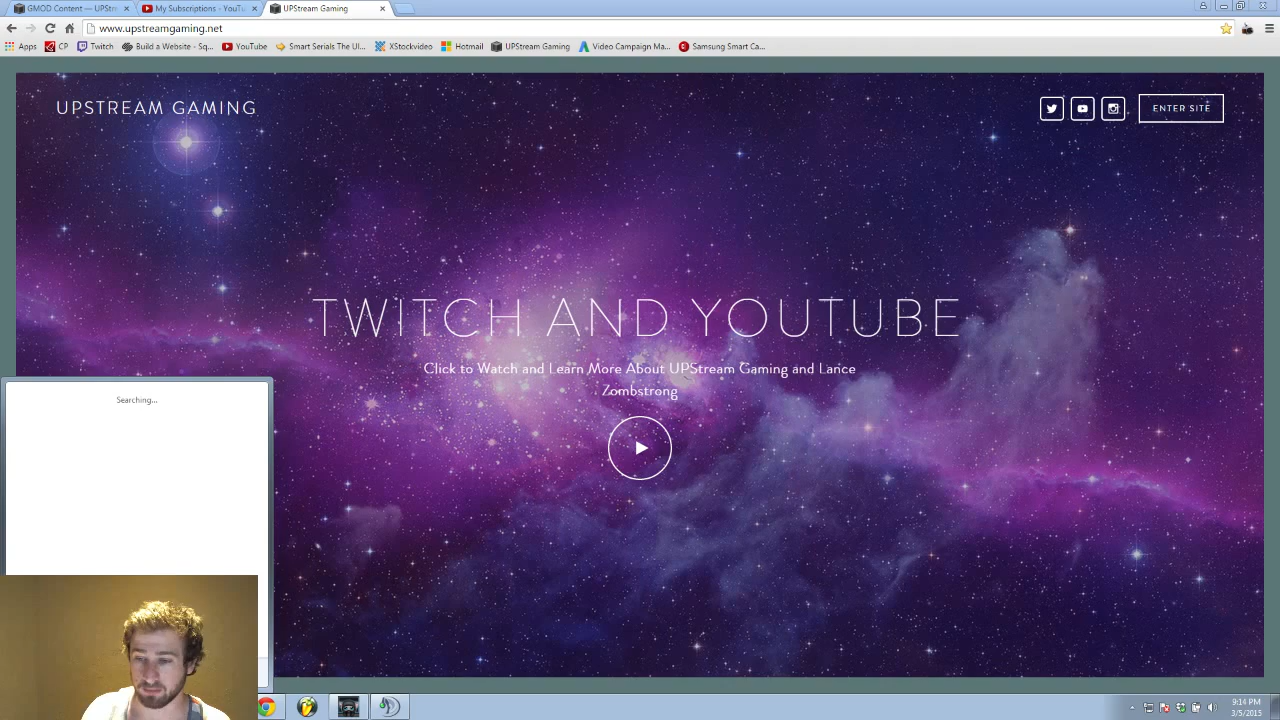 GMOD Content — UPStr
My Subscriptions - YouTu
UPStream Gaming
www.upstreamgaming.net
Apps
CP
Twitch
Build a Website - Sq...
YouTube
Smart Serials The Ul...
XStockvideo
Hotmail
UPStream Gaming
Video Campaign Ma...
Samsung Smart Ca...
UPSTREAM GAMING
ENTER SITE
TWITCH AND YOUTUBE
Click to Watch and Learn More About UPStream Gaming and Lance
Zombstrong
Searching...
9:14 PM
3/5/2015